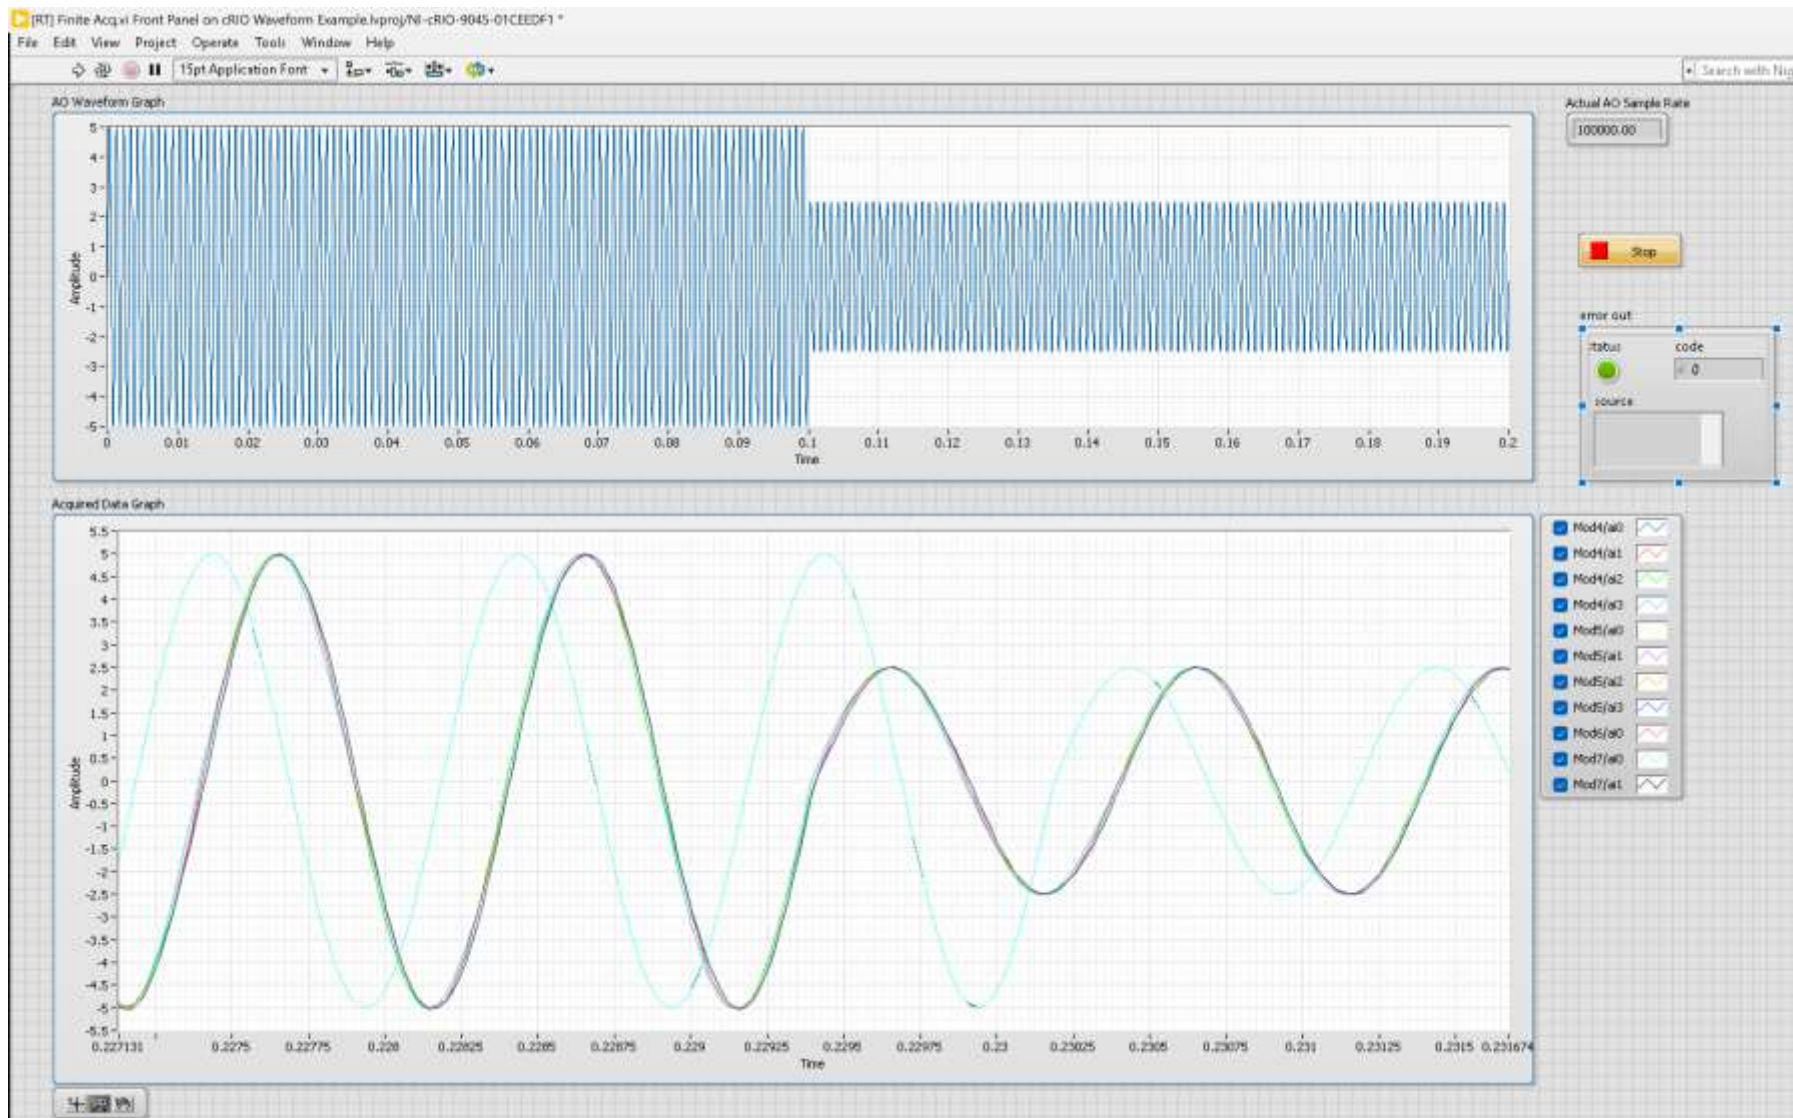 [RT] Finite Acq.vi Front Panel on cRIO Waveform Example.lvproj/NI-cRIO-9045-01CEEDF1 *
File Edit View Project Operate Tools Window Help
15pt Application Font
Search with Nig
AO Waveform Graph
5
4
3
2
1
0
-1
-2
-3
-4
-5
Amplitude
0 0.01 0.02 0.03 0.04 0.05 0.06 0.07 0.08 0.09 0.1 0.11 0.12 0.13 0.14 0.15 0.16 0.17 0.18 0.19 0.2
Time
Actual AO Sample Rate
100000.00
Stop
error out
status code
0
source
Acquired Data Graph
5.5
5
4.5
4
3.5
3
2.5
2
1.5
1
0.5
0
-0.5
-1
-1.5
-2
-2.5
-3
-3.5
-4
-4.5
-5
-5.5
Amplitude
0.227131 0.2275 0.22775 0.228 0.22825 0.2285 0.22875 0.229 0.22925 0.2295 0.22975 0.23 0.23025 0.2305 0.23075 0.231 0.23125 0.2315 0.231674
Time
Mod4/ai0
Mod4/ai1
Mod4/ai2
Mod4/ai3
Mod5/ai0
Mod5/ai1
Mod5/ai2
Mod5/ai3
Mod6/ai0
Mod7/ai0
Mod7/ai1